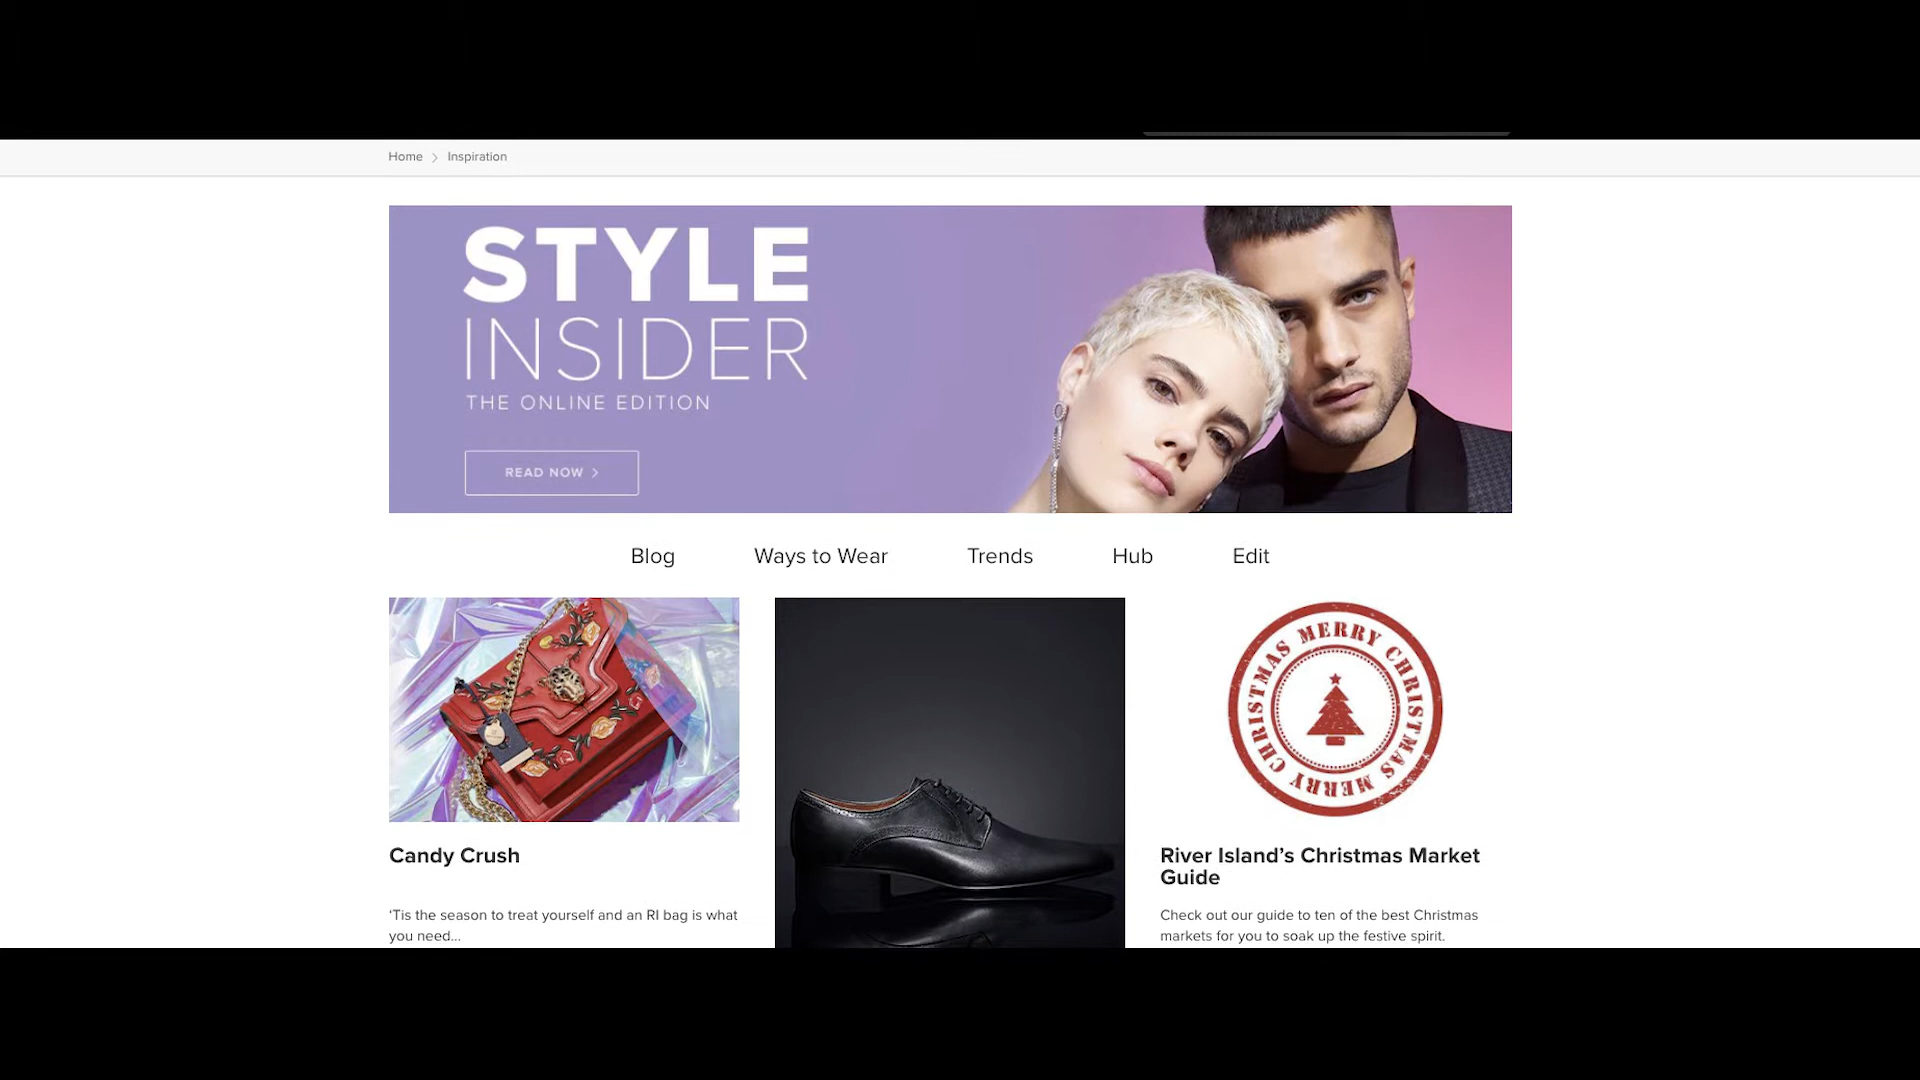 Home > Inspiration
STYLE
INSIDER
THE ONLINE EDITION
READ NOW >
Blog Ways to Wear Trends Hub Edit
MERRY CHRISTMAS MERRY CHRISTMAS
Candy Crush
‘Tis the season to treat yourself and an RI bag is what
you need...
River Island’s Christmas Market
Guide
Check out our guide to ten of the best Christmas
markets for you to soak up the festive spirit.